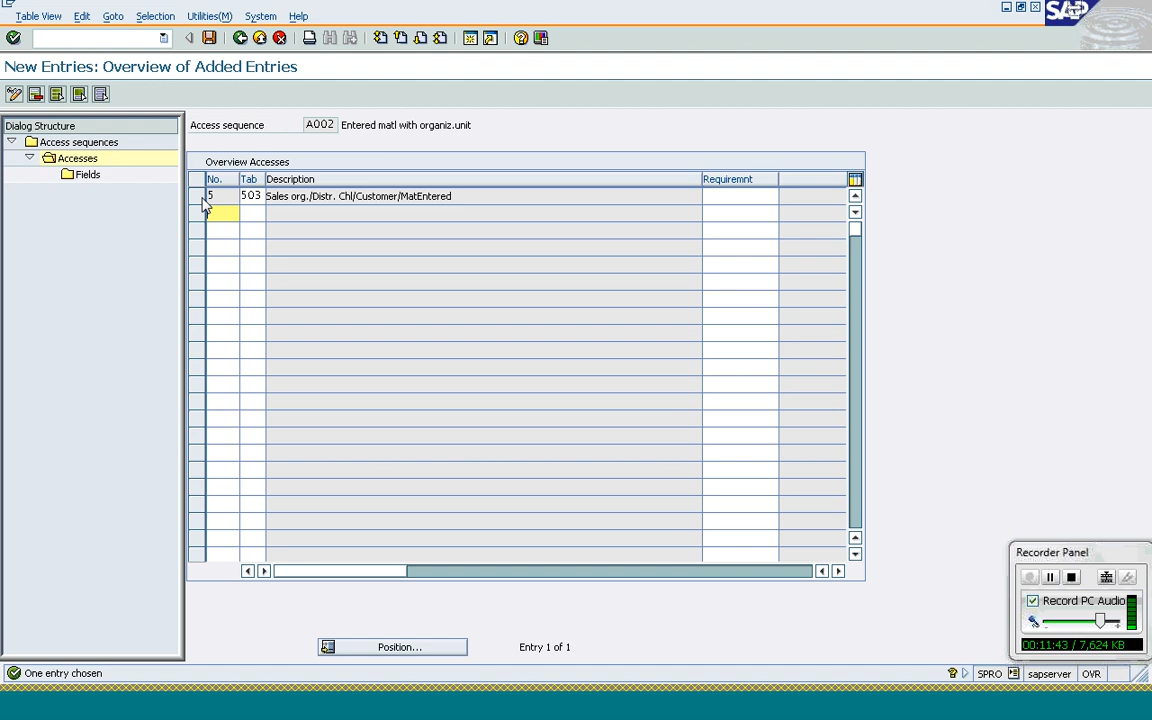 Table View Edit Goto Selection Utilities(M) System Help
SAP
New Entries: Overview of Added Entries
Dialog Structure
Access sequences
Accesses
Fields
Access sequence A002 Entered matl with organiz.unit
Overview Accesses
No. Tab Description Requiremnt
5 503 Sales org./Distr. Chl/Customer/MatEntered
Position... Entry 1 of 1
Recorder Panel
Record PC Audio
- +
00:11:43 / 7,624 KB
One entry chosen
SPRO sapserver OVR